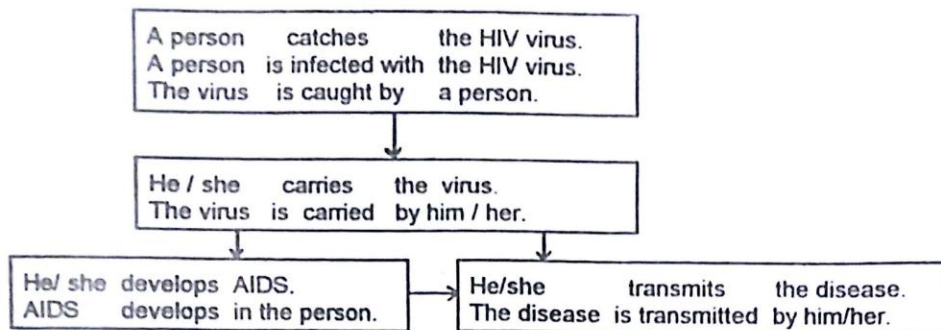 A person catches the HIV virus.
A person is infected with the HIV virus.
The virus is caught by a person.
He / she carries the virus.
The virus is carried by him / her.
He/ she develops AIDS.
AIDS develops in the person.
He/she transmits the disease.
The disease is transmitted by him/her.